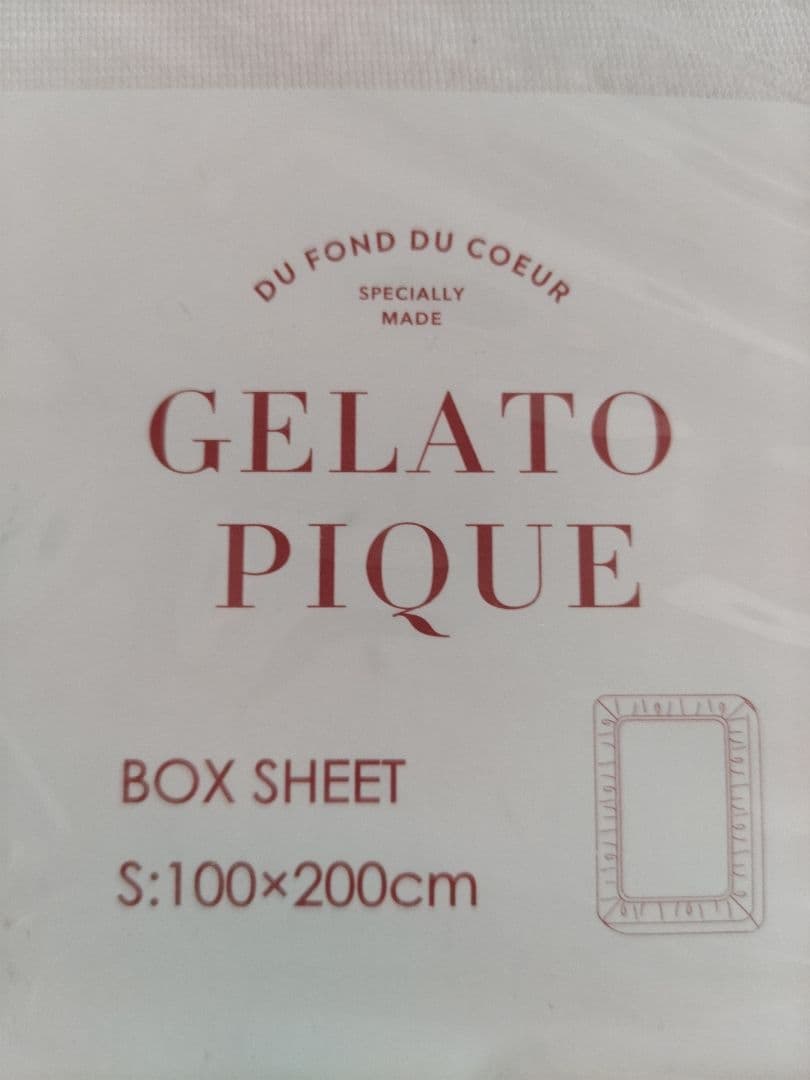 DU FOND DU COEUR
SPECIALLY
MADE
GELATO
PIQUE
BOX SHEET
S:100×200cm